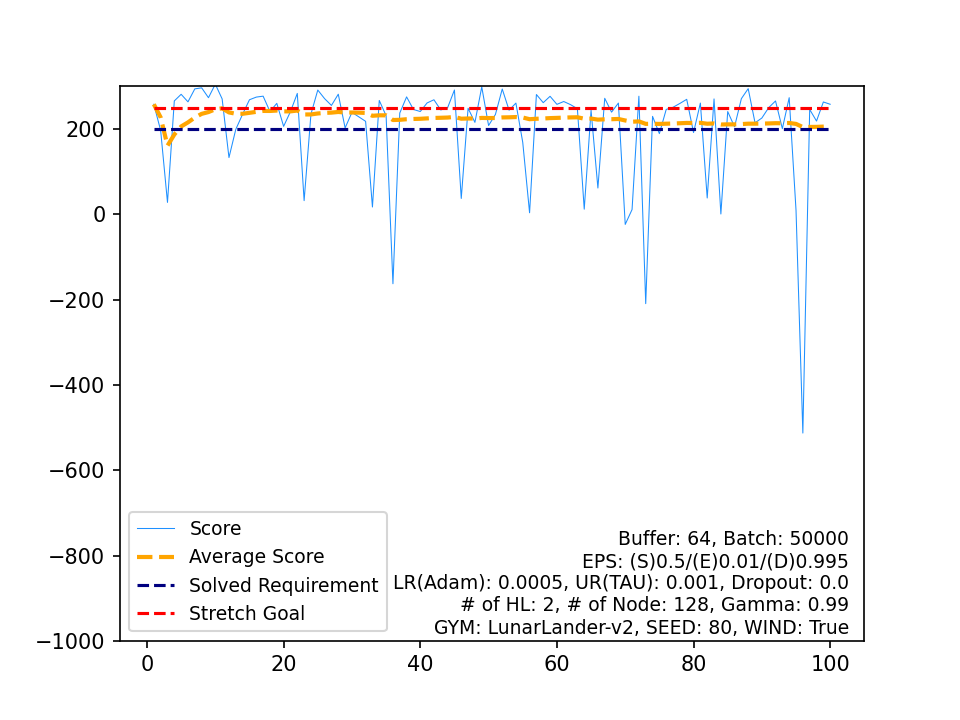 200
0
−200
−400
−600
−800
−1000
0
20
40
60
80
100
Score
Average Score
Solved Requirement
Stretch Goal
Buffer: 64, Batch: 50000
EPS: (S)0.5/(E)0.01/(D)0.995
LR(Adam): 0.0005, UR(TAU): 0.001, Dropout: 0.0
# of HL: 2, # of Node: 128, Gamma: 0.99
GYM: LunarLander-v2, SEED: 80, WIND: True